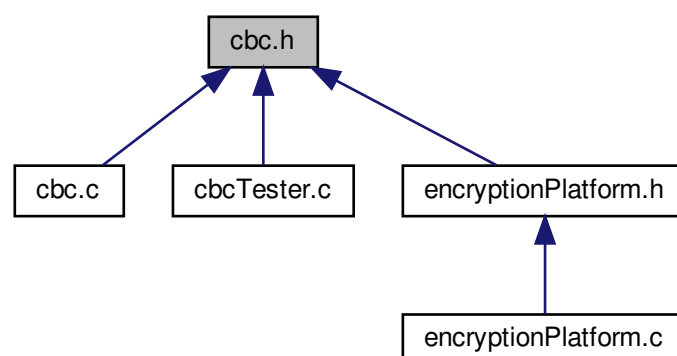 cbc.h
cbc.c
cbcTester.c
encryptionPlatform.h
encryptionPlatform.c